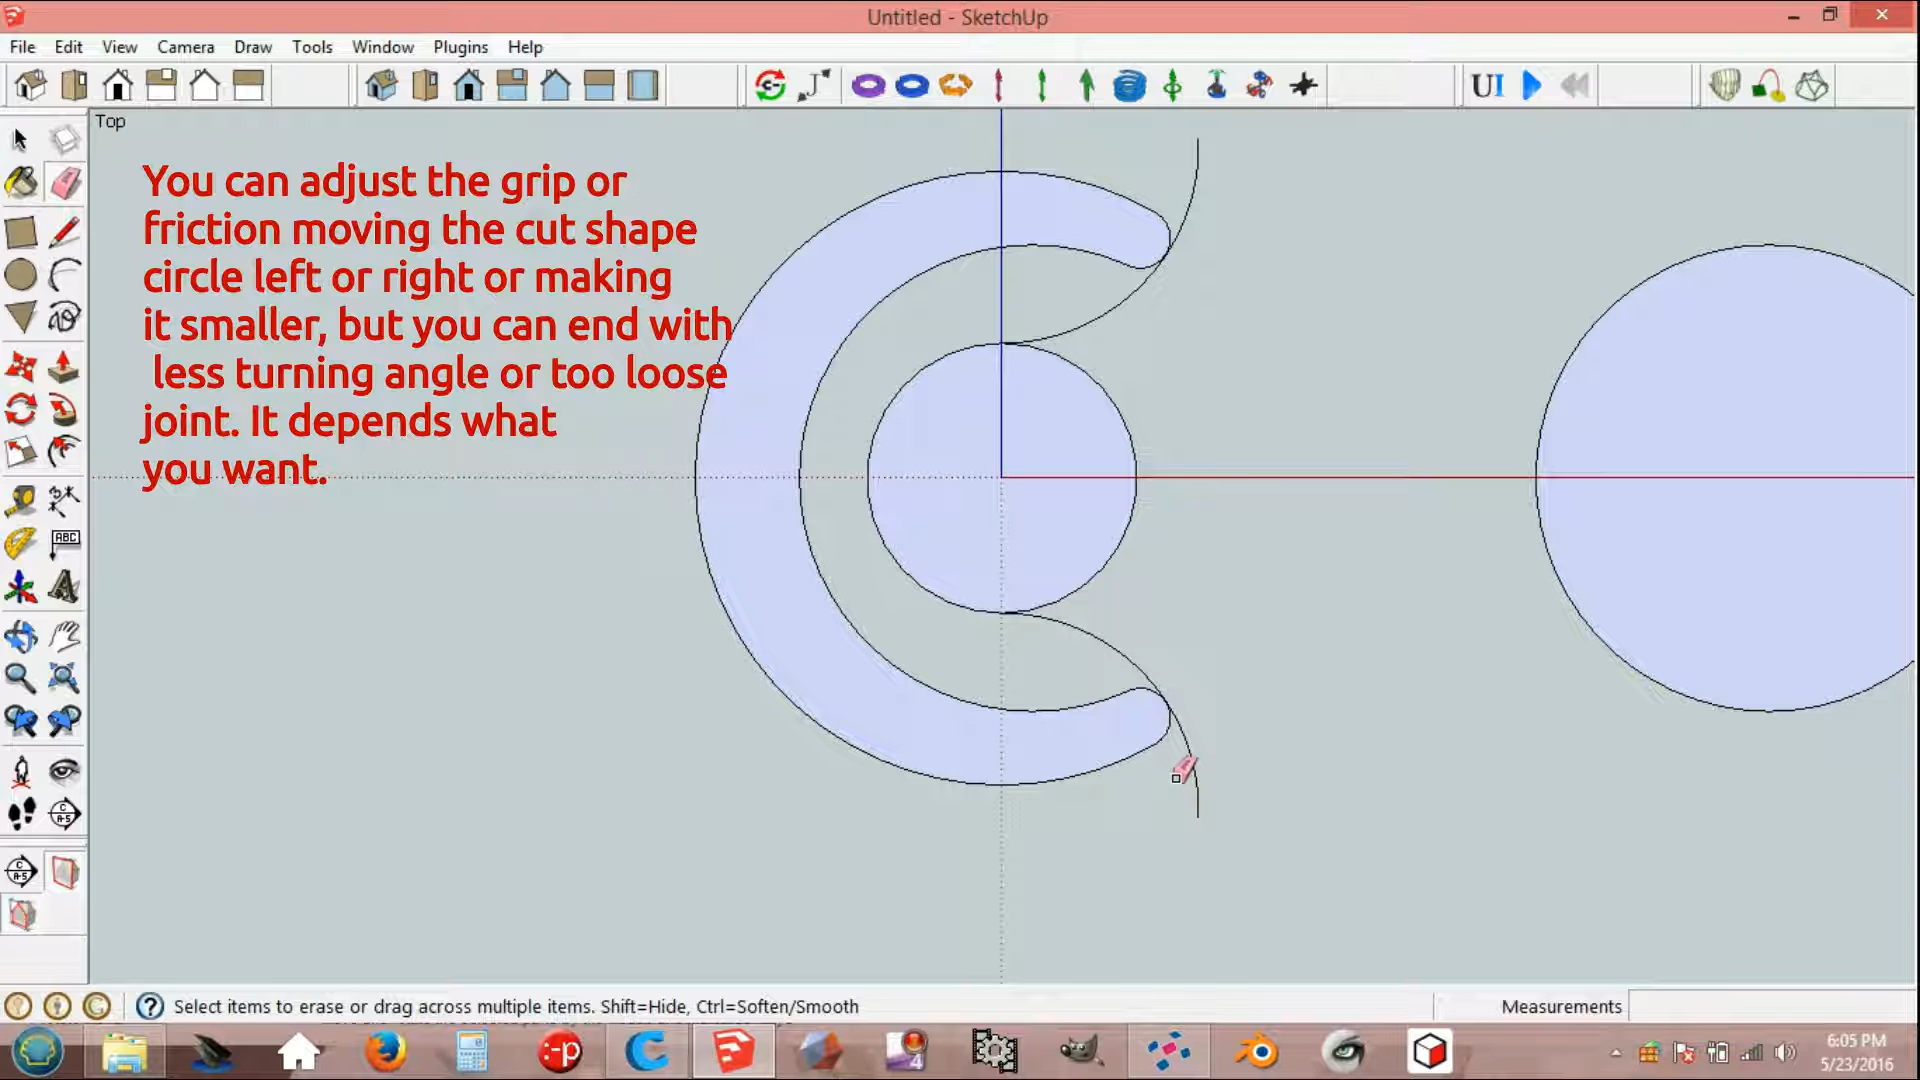 Untitled - SketchUp
File Edit View Camera Draw Tools Window Plugins Help
UI
Top
You can adjust the grip or
friction moving the cut shape
circle left or right or making
it smaller, but you can end with
less turning angle or too loose
joint. It depends what
you want.
ABC
Select items to erase or drag across multiple items. Shift=Hide, Ctrl=Soften/Smooth
Measurements
6:05 PM
5/23/2016